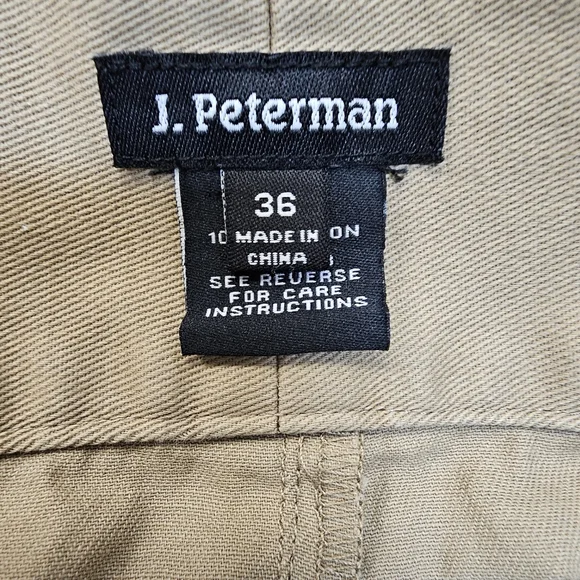 J. Peterman
36
MADE IN
CHINA
10 ON
SEE REVERSE
FOR CARE
INSTRUCTIONS